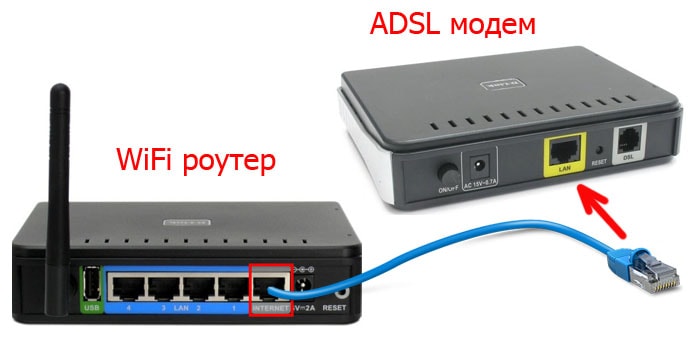 ADSL модем
WiFi роутер
D-Link
ON/OFF
AC 15V~0.7A
LAN
RESET
DSL
USB
4 3 LAN 2 1
INTERNET
5V⎓2A
RESET